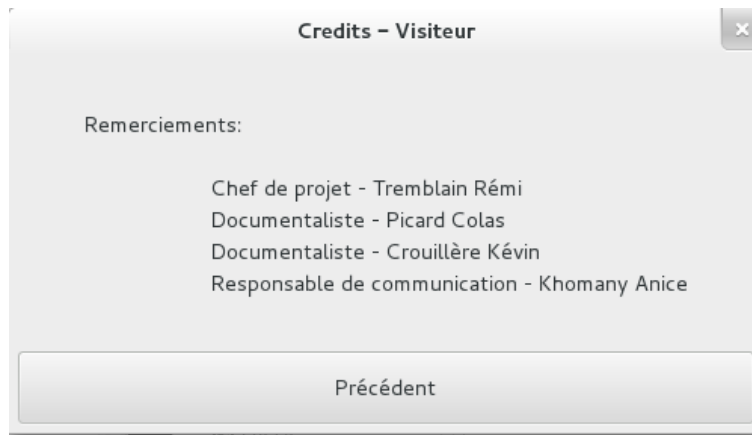 Credits – Visiteur
Remerciements:
Chef de projet - Tremblain Rémi
Documentaliste - Picard Colas
Documentaliste - Crouillère Kévin
Responsable de communication - Khomany Anice
Précédent